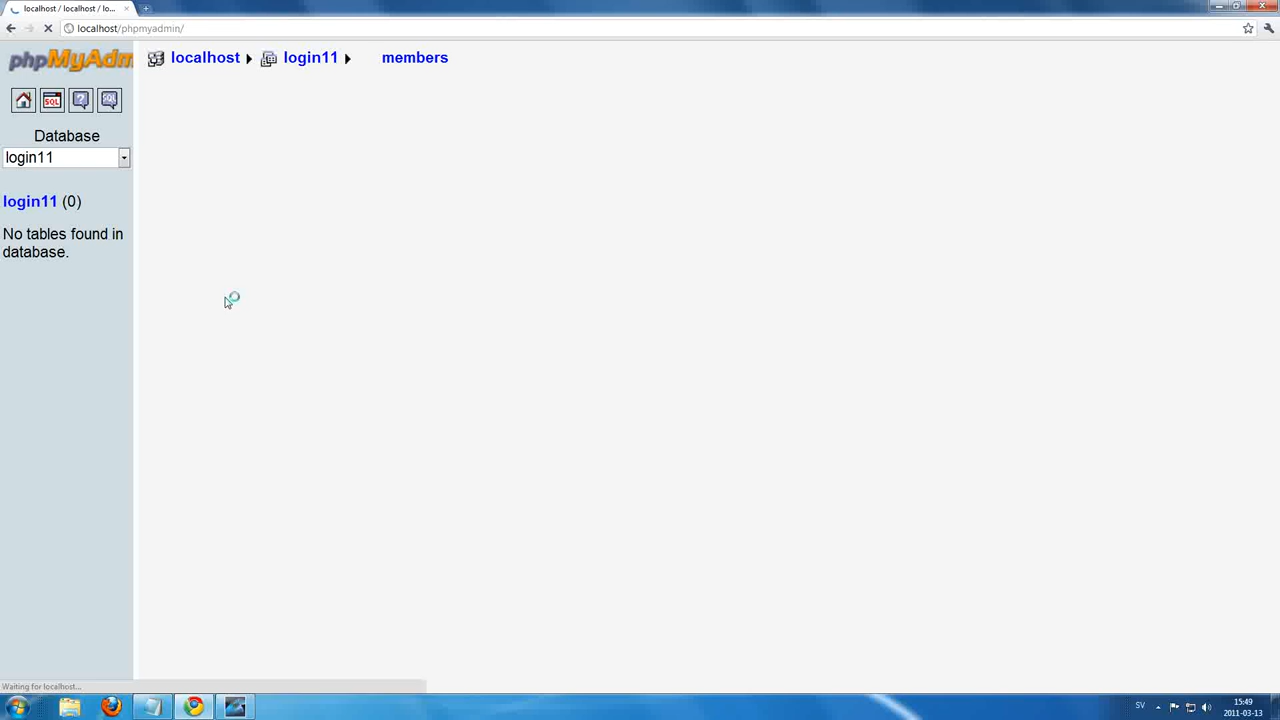 localhost / localhost / lo...
localhost/phpmyadmin/
phpMyAdm
localhost login11 members
SQL
Database
login11
login11 (0)
No tables found in
database.
Waiting for localhost...
SV
15:49
2011-03-13